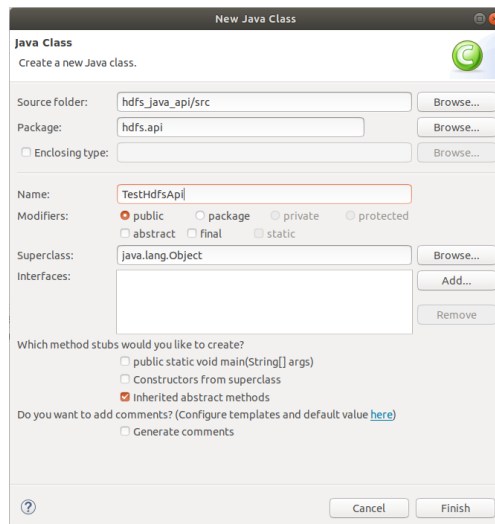 New Java Class
Java Class
Create a new Java class.
C
Source folder: hdfs_java_api/src Browse...
Package: hdfs.api Browse...
Enclosing type: Browse...
Name: TestHdfsApi
Modifiers: public package private protected
abstract final static
Superclass: java.lang.Object Browse...
Interfaces: Add...
Remove
Which method stubs would you like to create?
public static void main(String[] args)
Constructors from superclass
Inherited abstract methods
Do you want to add comments? (Configure templates and default value here)
Generate comments
? Cancel Finish